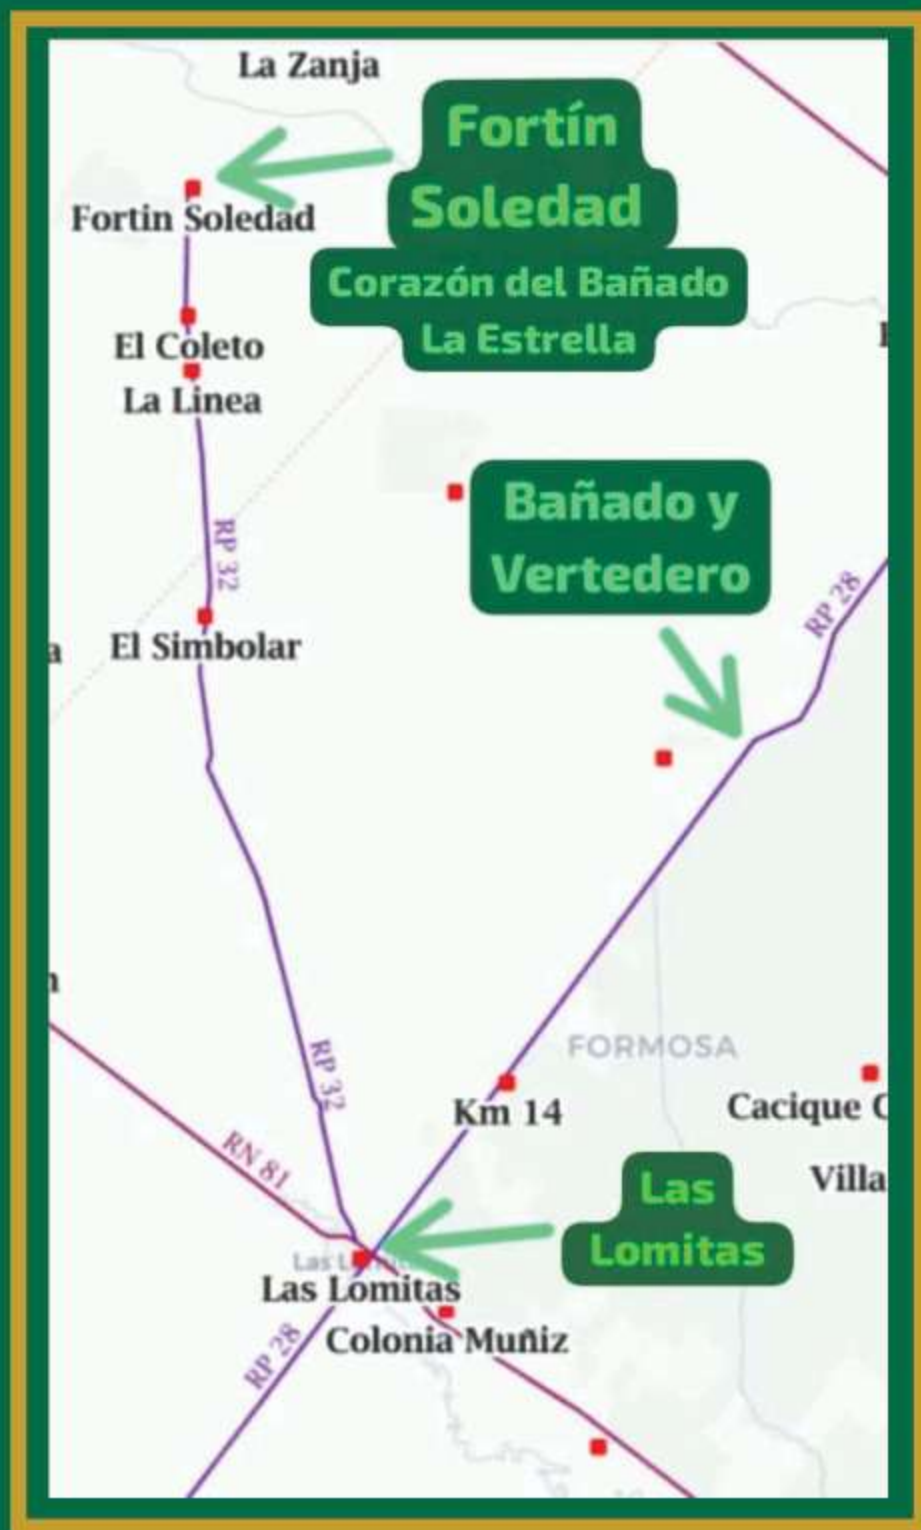 La Zanja
Fortín
Soledad
Corazón del Bañado
La Estrella
Fortin Soledad
El Coleto
La Linea
RP 32
Bañado y
Vertedero
RP 28
El Simbolar
FORMOSA
RP 32
Km 14
Cacique
RN 81
Villa
Las
Lomitas
Las Lomitas
Colonia Muñiz
RP 28